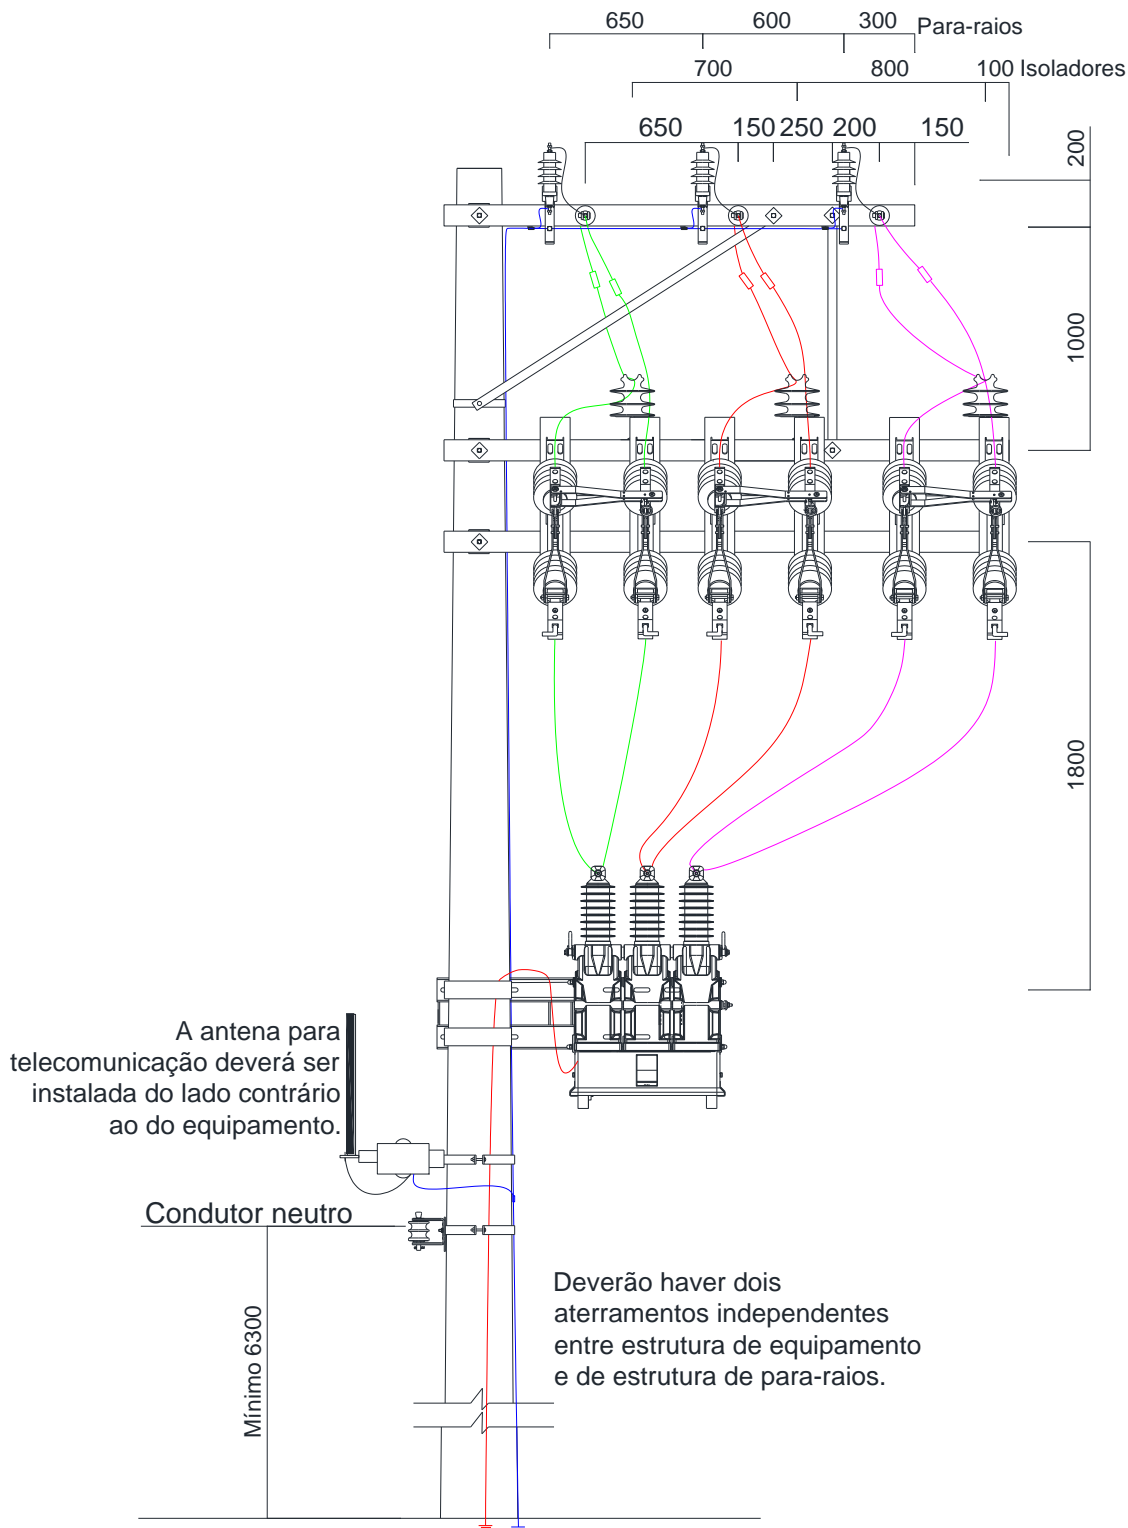 650 600 300 Para-raios
700 800 100 Isoladores
650 150 250 200 150
200
1000
1800
A antena para
telecomunicação deverá ser
instalada do lado contrário
ao do equipamento.
Condutor neutro
Mínimo 6300
Deverão haver dois
aterramentos independentes
entre estrutura de equipamento
e de estrutura de para-raios.